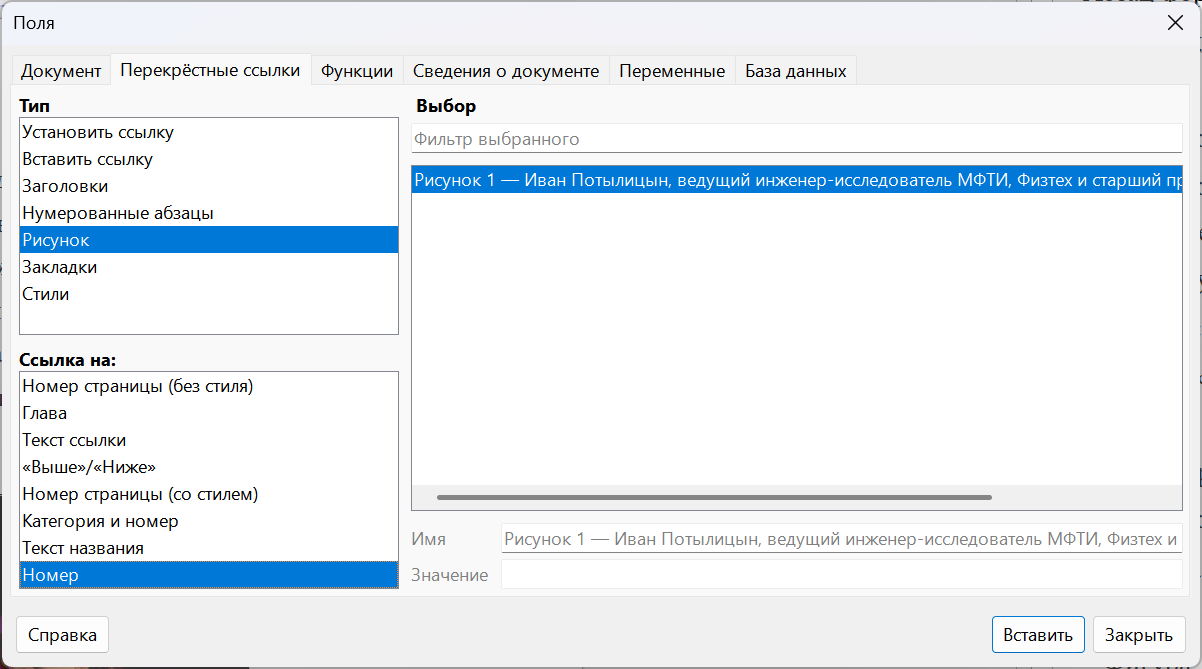 Поля
Документ Перекрёстные ссылки Функции Сведения о документе Переменные База данных
Тип
Установить ссылку
Вставить ссылку
Заголовки
Нумерованные абзацы
Рисунок
Закладки
Стили
Ссылка на:
Номер страницы (без стиля)
Глава
Текст ссылки
«Выше»/«Ниже»
Номер страницы (со стилем)
Категория и номер
Текст названия
Номер
Выбор
Фильтр выбранного
Рисунок 1 — Иван Потылицын, ведущий инженер-исследователь МФТИ, Физтех и старший
Имя
Рисунок 1 — Иван Потылицын, ведущий инженер-исследователь МФТИ, Физтех и
Значение
Справка
Вставить
Закрыть